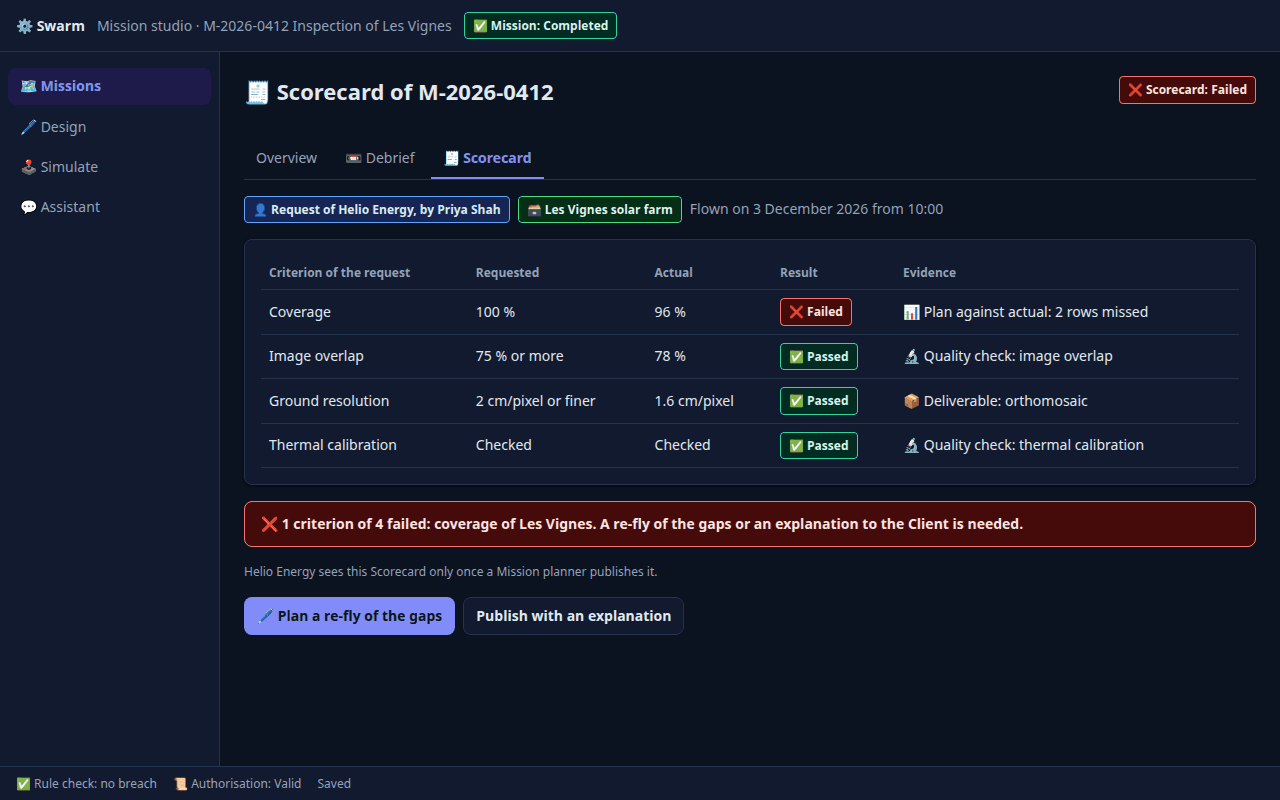 ⚙️ Swarm Mission studio · M-2026-0412 Inspection of Les Vignes ✅ Mission: Completed
🗺️ Missions
🖊️ Design
🕹️ Simulate
💬 Assistant
🧾 Scorecard of M-2026-0412
❌ Scorecard: Failed
Overview 📼 Debrief 🧾 Scorecard
👤 Request of Helio Energy, by Priya Shah 🗃️ Les Vignes solar farm Flown on 3 December 2026 from 10:00
Criterion of the request Requested Actual Result Evidence
Coverage 100 % 96 % ❌ Failed 📊 Plan against actual: 2 rows missed
Image overlap 75 % or more 78 % ✅ Passed 🔬 Quality check: image overlap
Ground resolution 2 cm/pixel or finer 1.6 cm/pixel ✅ Passed 📦 Deliverable: orthomosaic
Thermal calibration Checked Checked ✅ Passed 🔬 Quality check: thermal calibration
❌ 1 criterion of 4 failed: coverage of Les Vignes. A re-fly of the gaps or an explanation to the Client is needed.
Helio Energy sees this Scorecard only once a Mission planner publishes it.
🖊️ Plan a re-fly of the gaps Publish with an explanation
✅ Rule check: no breach 📜 Authorisation: Valid Saved